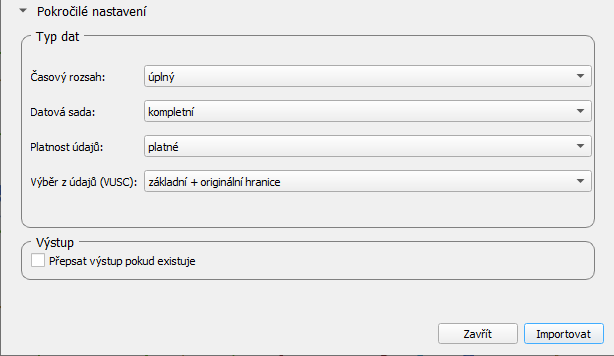 Pokročilé nastavení
Typ dat
Časový rozsah: úplný
Datová sada: kompletní
Platnost údajů: platné
Výběr z údajů (VUSC): základní + originální hranice
Výstup
Přepsat výstup pokud existuje
Zavřít Importovat